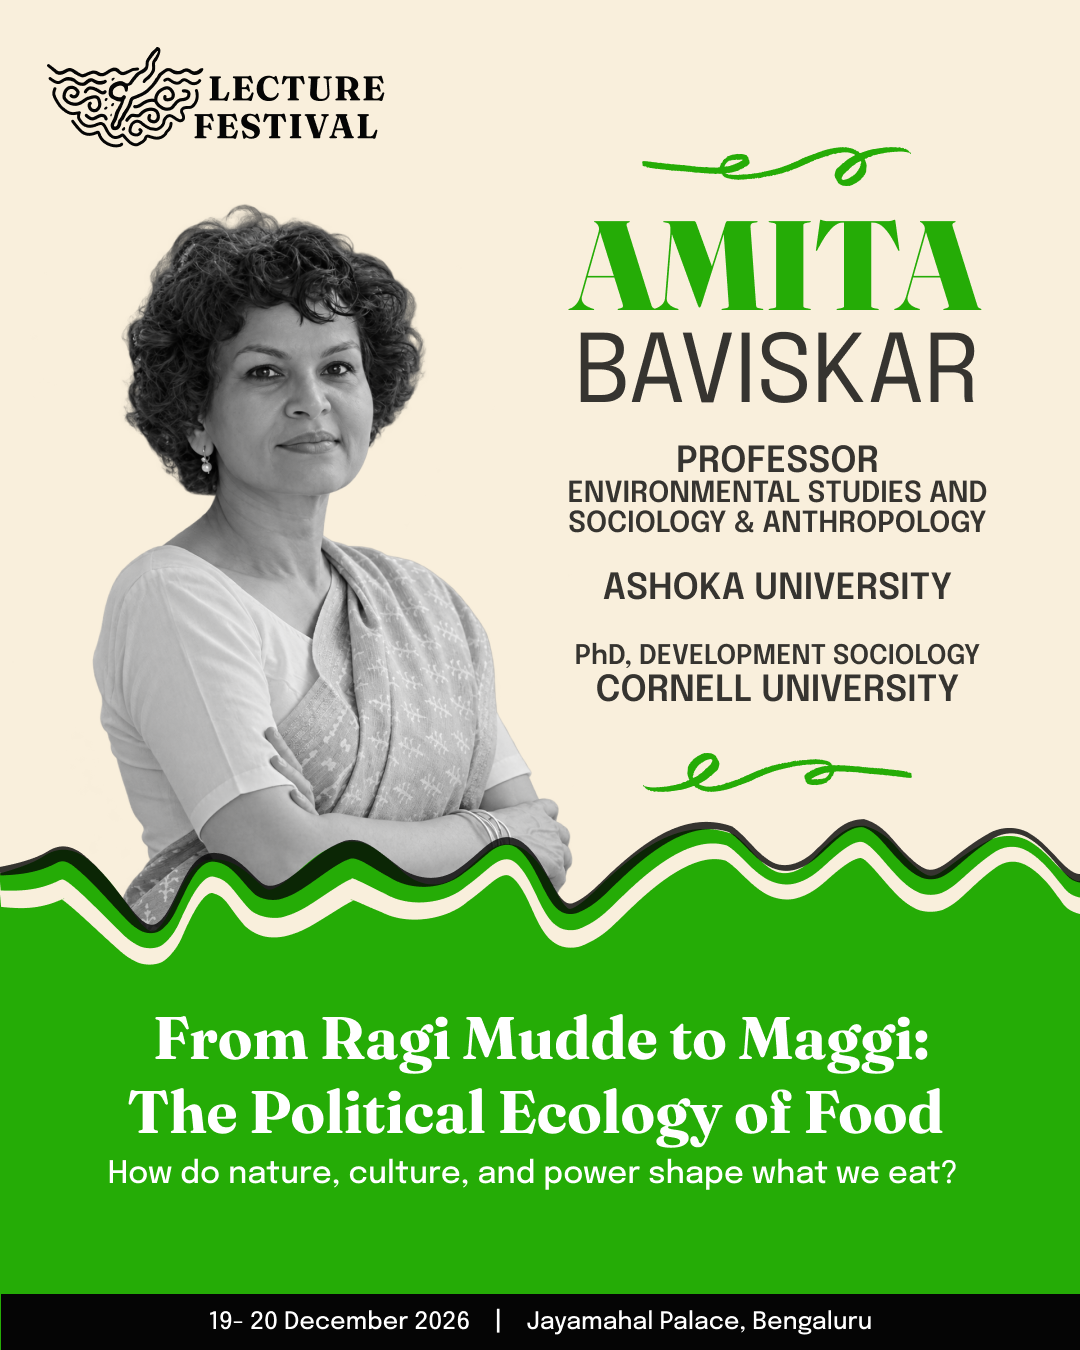 LECTURE
FESTIVAL
AMITA
BAVISKAR
PROFESSOR
ENVIRONMENTAL STUDIES AND
SOCIOLOGY & ANTHROPOLOGY
ASHOKA UNIVERSITY
PhD, DEVELOPMENT SOCIOLOGY
CORNELL UNIVERSITY
From Ragi Mudde to Maggi:
The Political Ecology of Food
How do nature, culture, and power shape what we eat?
19- 20 December 2026 | Jayamahal Palace, Bengaluru